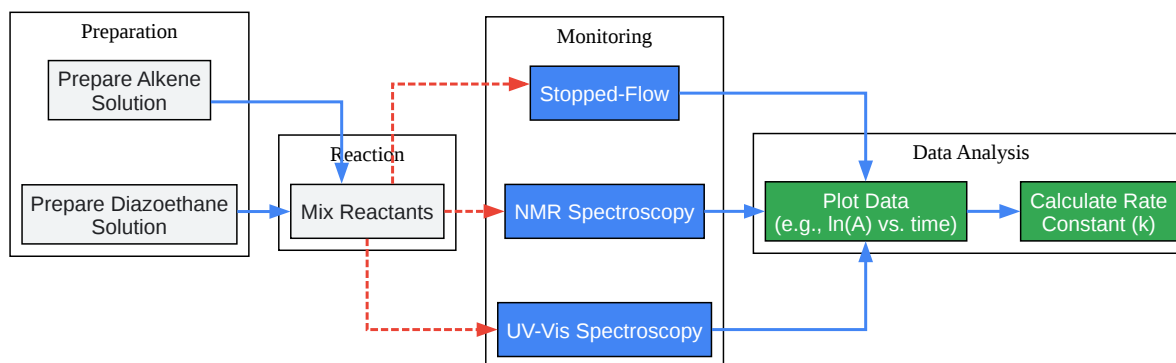 Preparation
Prepare Alkene
Solution
Prepare Diazoethane
Solution
Reaction
Mix Reactants
Monitoring
Stopped-Flow
NMR Spectroscopy
UV-Vis Spectroscopy
Data Analysis
Plot Data
(e.g., ln(A) vs. time)
Calculate Rate
Constant (k)